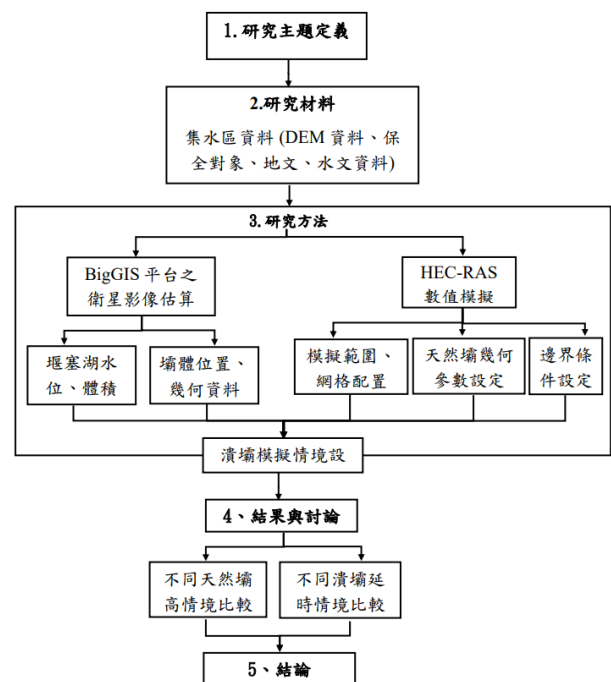 1.研究主題定義
2.研究材料
集水區資料 (DEM 資料、保
全對象、地文、水文資料)
3.研究方法
BigGIS 平台之
衛星影像估算
HEC-RAS
數值模擬
堰塞湖水
位、體積
壩體位置、
幾何資料
模擬範圍、
網格配置
天然壩幾何
參數設定
邊界條
件設定
潰壩模擬情境設
4、結果與討論
不同天然壩
高情境比較
不同潰壩延
時情境比較
5、結論